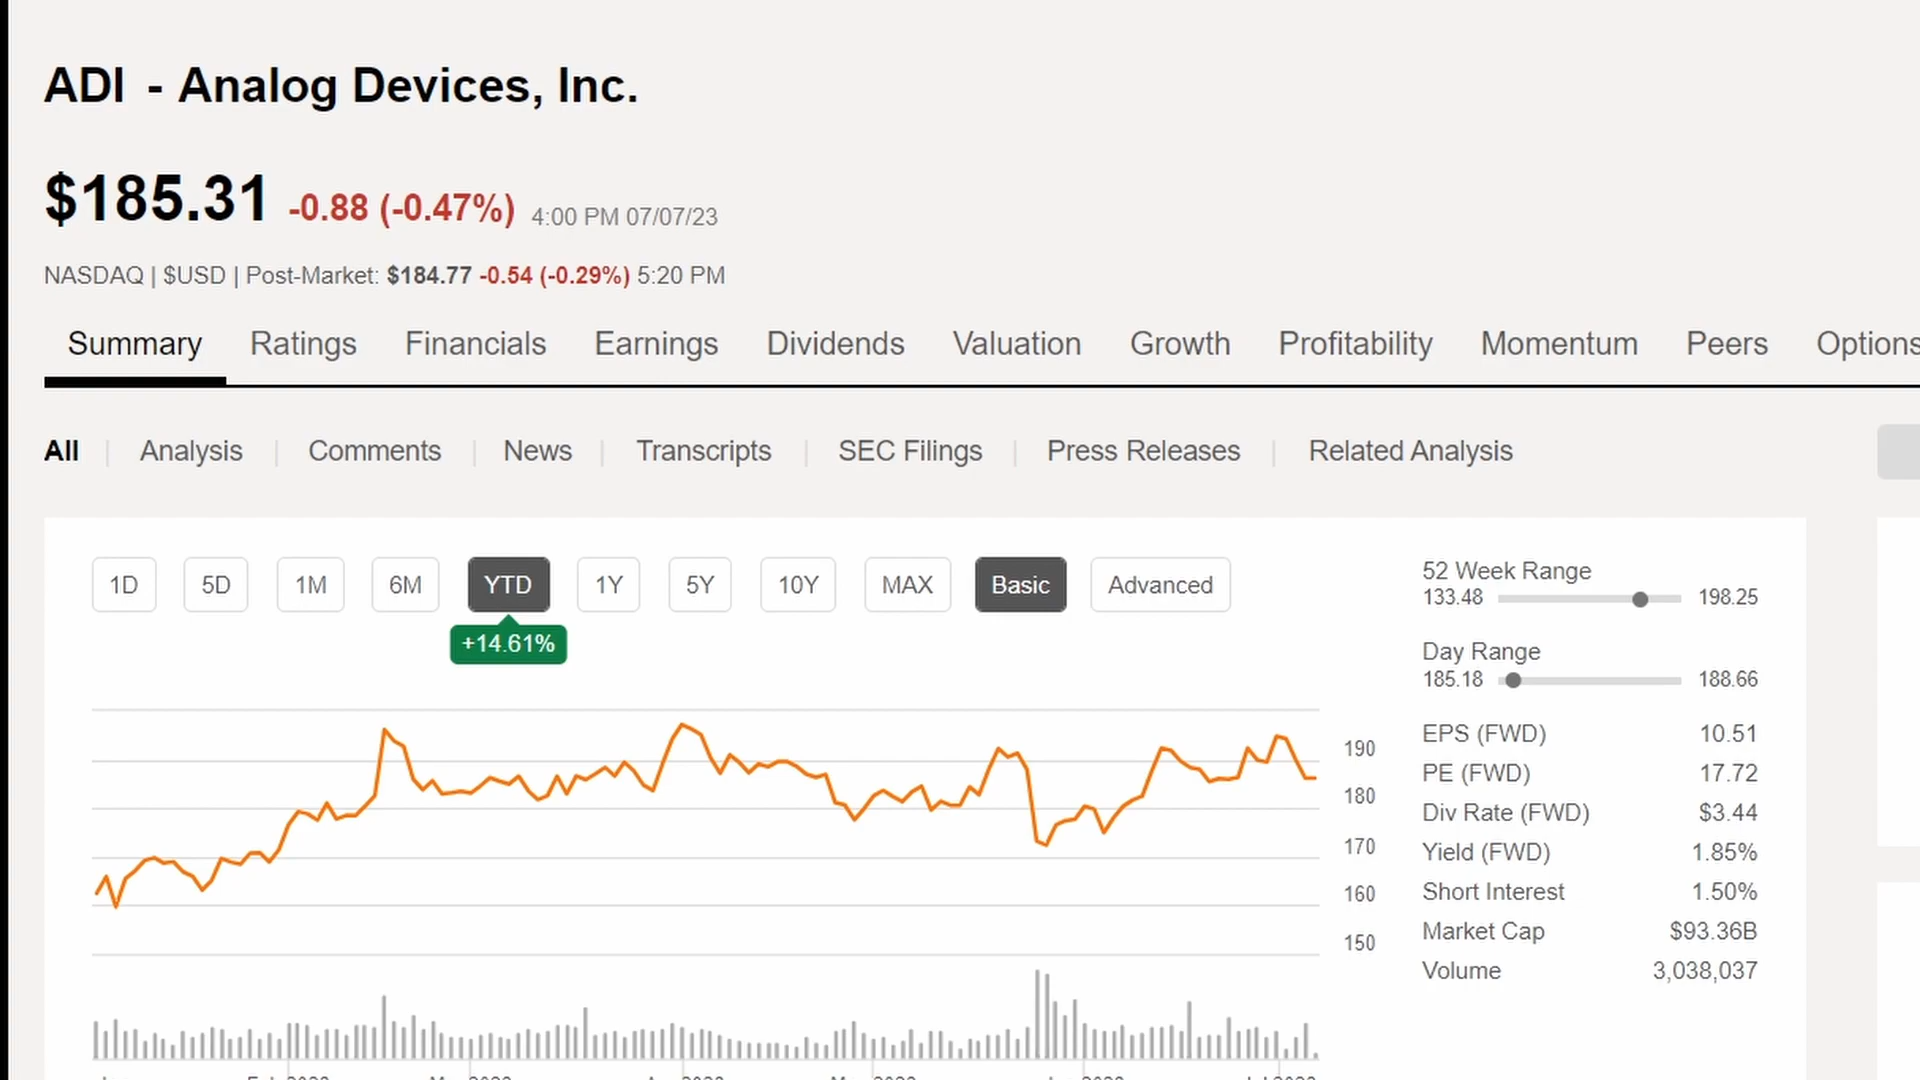 ADI - Analog Devices, Inc.
$185.31 -0.88 (-0.47%) 4:00 PM 07/07/23
NASDAQ | $USD | Post-Market: $184.77 -0.54 (-0.29%) 5:20 PM
Summary Ratings Financials Earnings Dividends Valuation Growth Profitability Momentum Peers Options
All | Analysis | Comments | News | Transcripts | SEC Filings | Press Releases | Related Analysis
1D 5D 1M 6M YTD 1Y 5Y 10Y MAX Basic Advanced
+14.61%
190
180
170
160
150
52 Week Range
133.48 198.25
Day Range
185.18 188.66
EPS (FWD) 10.51
PE (FWD) 17.72
Div Rate (FWD) $3.44
Yield (FWD) 1.85%
Short Interest 1.50%
Market Cap $93.36B
Volume 3,038,037